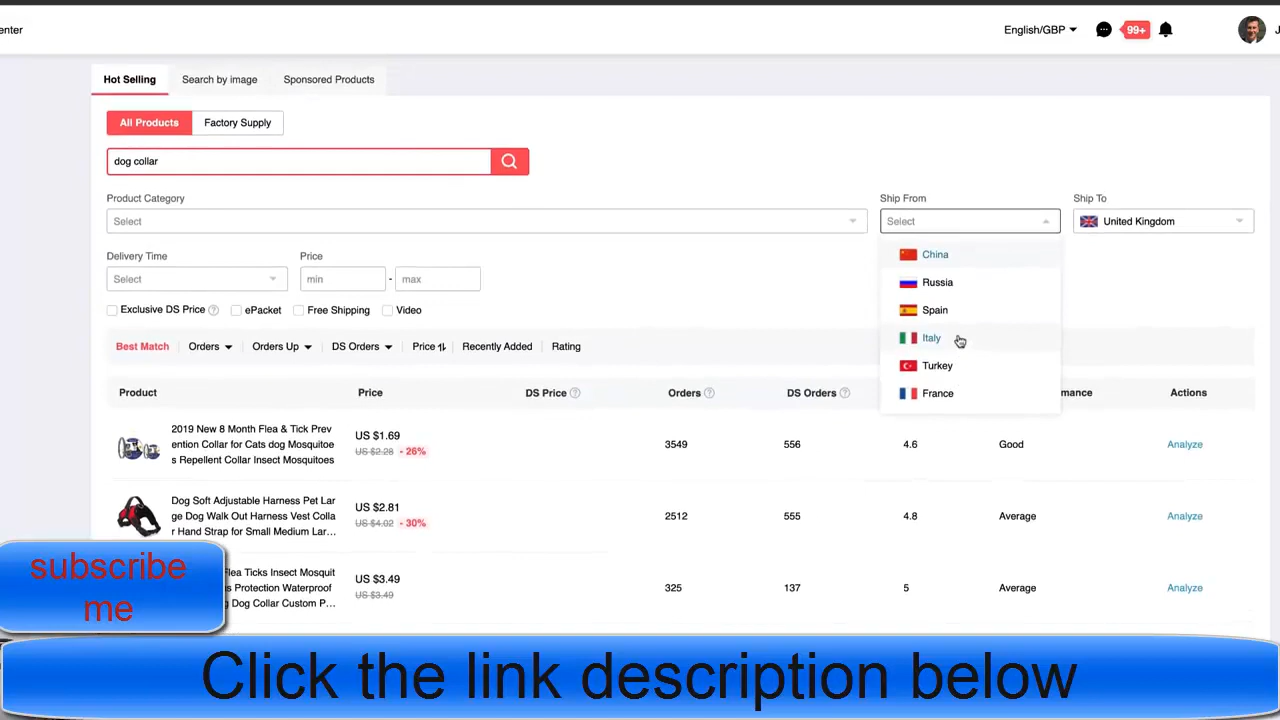 enter
English/GBP
99+
J
Hot Selling
Search by image
Sponsored Products
All Products
Factory Supply
dog collar
Product Category
Ship From
Ship To
Select
Select
United Kingdom
China
Delivery Time
Price
Select
min
-
max
Russia
Exclusive DS Price ?
ePacket
Free Shipping
Video
Spain
Italy
Best Match
Orders
Orders Up
DS Orders
Price
Recently Added
Rating
Turkey
France
Product
Price
DS Price ?
Orders ?
DS Orders ?
mance
Actions
2019 New 8 Month Flea & Tick Prev
ention Collar for Cats dog Mosquitoe
s Repellent Collar Insect Mosquitoes
US $1.69
US $2.28 - 26%
3549
556
4.6
Good
Analyze
Dog Soft Adjustable Harness Pet Lar
ge Dog Walk Out Harness Vest Colla
r Hand Strap for Small Medium Lar...
US $2.81
US $4.02 - 30%
2512
555
4.8
Average
Analyze
Flea Ticks Insect Mosquit
s Protection Waterproof
g Dog Collar Custom P...
US $3.49
US $3.49
325
137
5
Average
Analyze
subscribe
me
Click the link description below